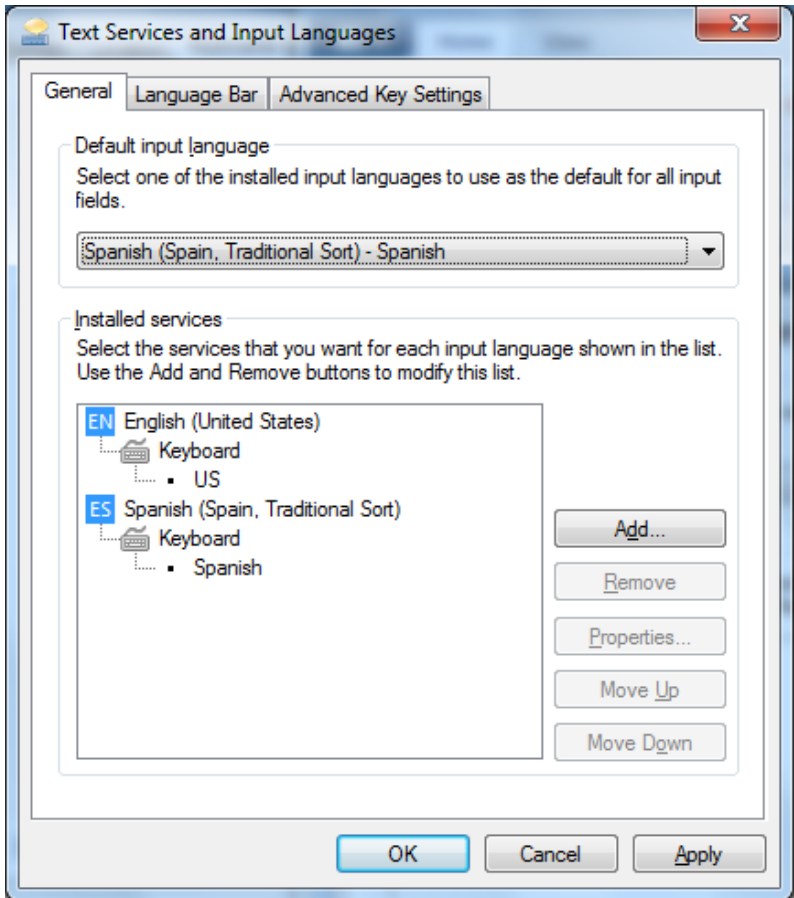 Text Services and Input Languages
General
Language Bar
Advanced Key Settings
Default input language
Select one of the installed input languages to use as the default for all input
fields.
Spanish (Spain, Traditional Sort) - Spanish
Installed services
Select the services that you want for each input language shown in the list.
Use the Add and Remove buttons to modify this list.
EN English (United States)
Keyboard
US
ES Spanish (Spain, Traditional Sort)
Keyboard
Spanish
Add...
Remove
Properties...
Move Up
Move Down
OK
Cancel
Apply